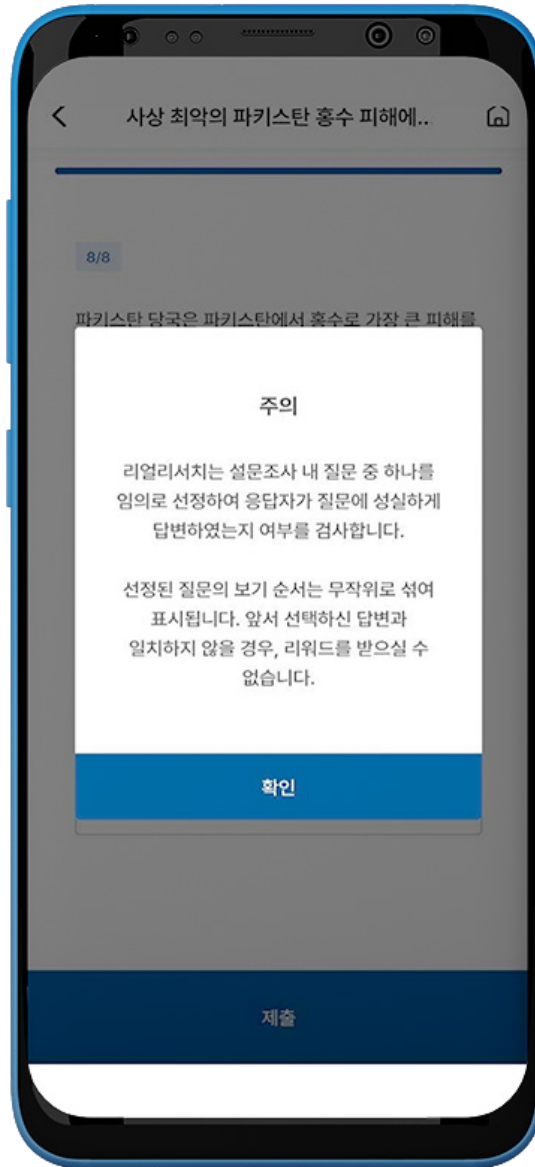 사상 최악의 파키스탄 홍수 피해에..
8/8
파키스탄 당국은 파키스탄에서 홍수로 가장 큰 피해를
주의
리얼리서치는 설문조사 내 질문 중 하나를
임의로 선정하여 응답자가 질문에 성실하게
답변하였는지 여부를 검사합니다.
선정된 질문의 보기 순서는 무작위로 섞여
표시됩니다. 앞서 선택하신 답변과
일치하지 않을 경우, 리워드를 받으실 수
없습니다.
확인
제출